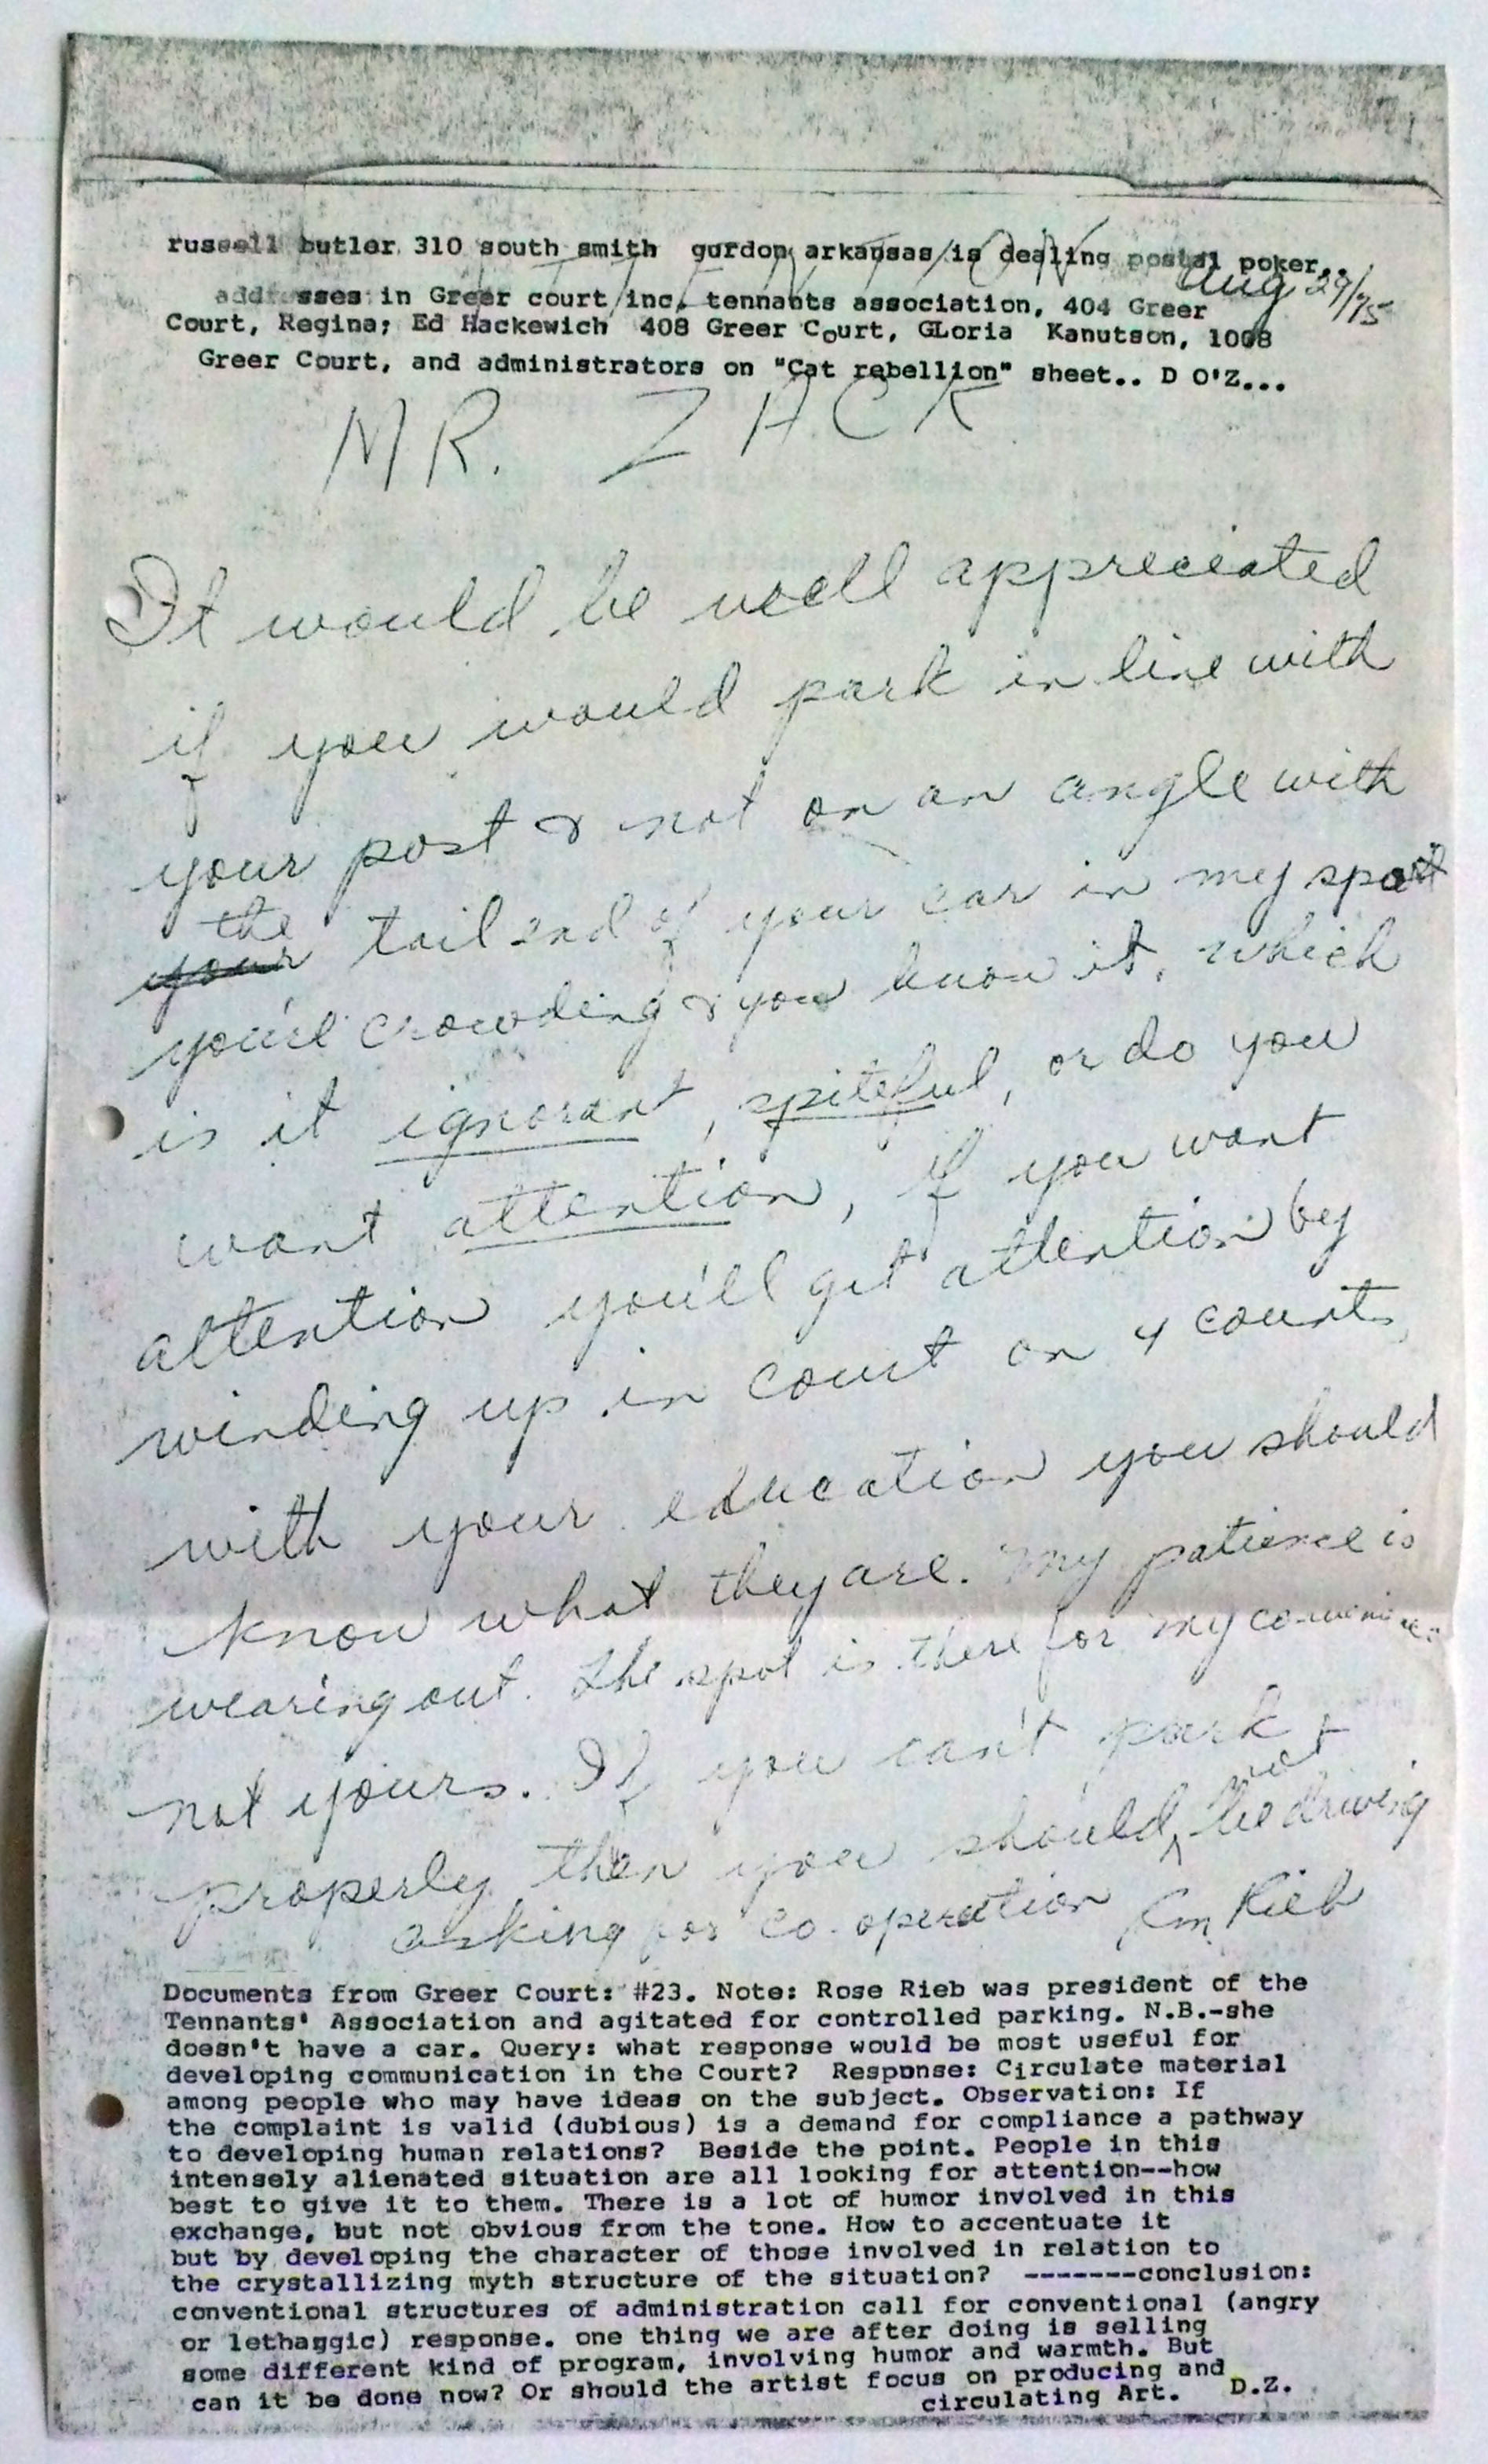 russell butler 310 south smith gurdon arkansas is dealing postal poker..
ATTENTION
Aug 29/75
addresses in Greer court inc. tennants association, 404 Greer
Court, Regina; Ed Hackewich 408 Greer Court, GLoria Kanutson, 1008
Greer Court, and administrators on "Cat rebellion" sheet.. D O'Z...
MR. ZACK
It would be well appreciated
if you would park in line with
your post & not on an angle with
the
your tail end of your car in my spot
you're crowding & you know it, which
is it ignorant, spiteful, or do you
want attention, if you want
attention you'll get attention by
winding up in court on 4 counts,
with your education you should
know what they are. My patience is
wearing out. The spot is there for my convenience
not yours. If you can't park
not
properly then you should be driving
asking for co-operation Rm Rieb
Documents from Greer Court: #23. Note: Rose Rieb was president of the
Tennants' Association and agitated for controlled parking. N.B.-she
doesn't have a car. Query: what response would be most useful for
developing communication in the Court? Response: Circulate material
among people who may have ideas on the subject. Observation: If
the complaint is valid (dubious) is a demand for compliance a pathway
to developing human relations? Beside the point. People in this
intensely alienated situation are all looking for attention--how
best to give it to them. There is a lot of humor involved in this
exchange, but not obvious from the tone. How to accentuate it
but by developing the character of those involved in relation to
the crystallizing myth structure of the situation? -------conclusion:
conventional structures of administration call for conventional (angry
or lethaggic) response. one thing we are after doing is selling
some different kind of program, involving humor and warmth. But
can it be done now? Or should the artist focus on producing and
circulating Art. D.Z.